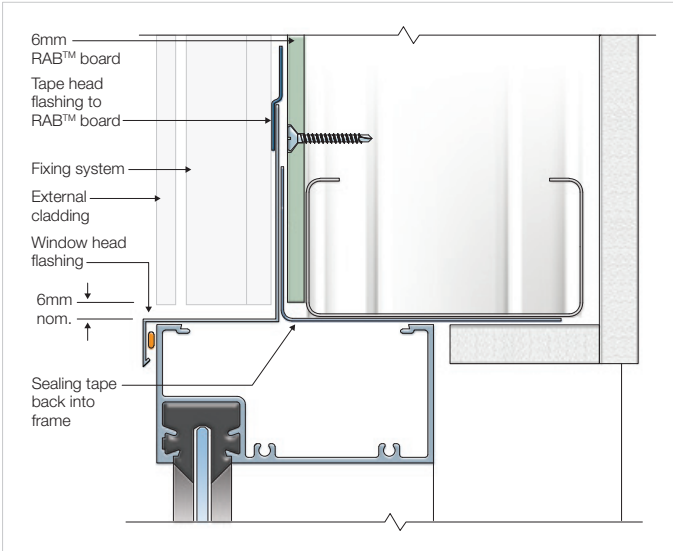 6mm
RAB™ board
Tape head
flashing to
RAB™ board
Fixing system
External
cladding
Window head
flashing
6mm
nom.
Sealing tape
back into
frame